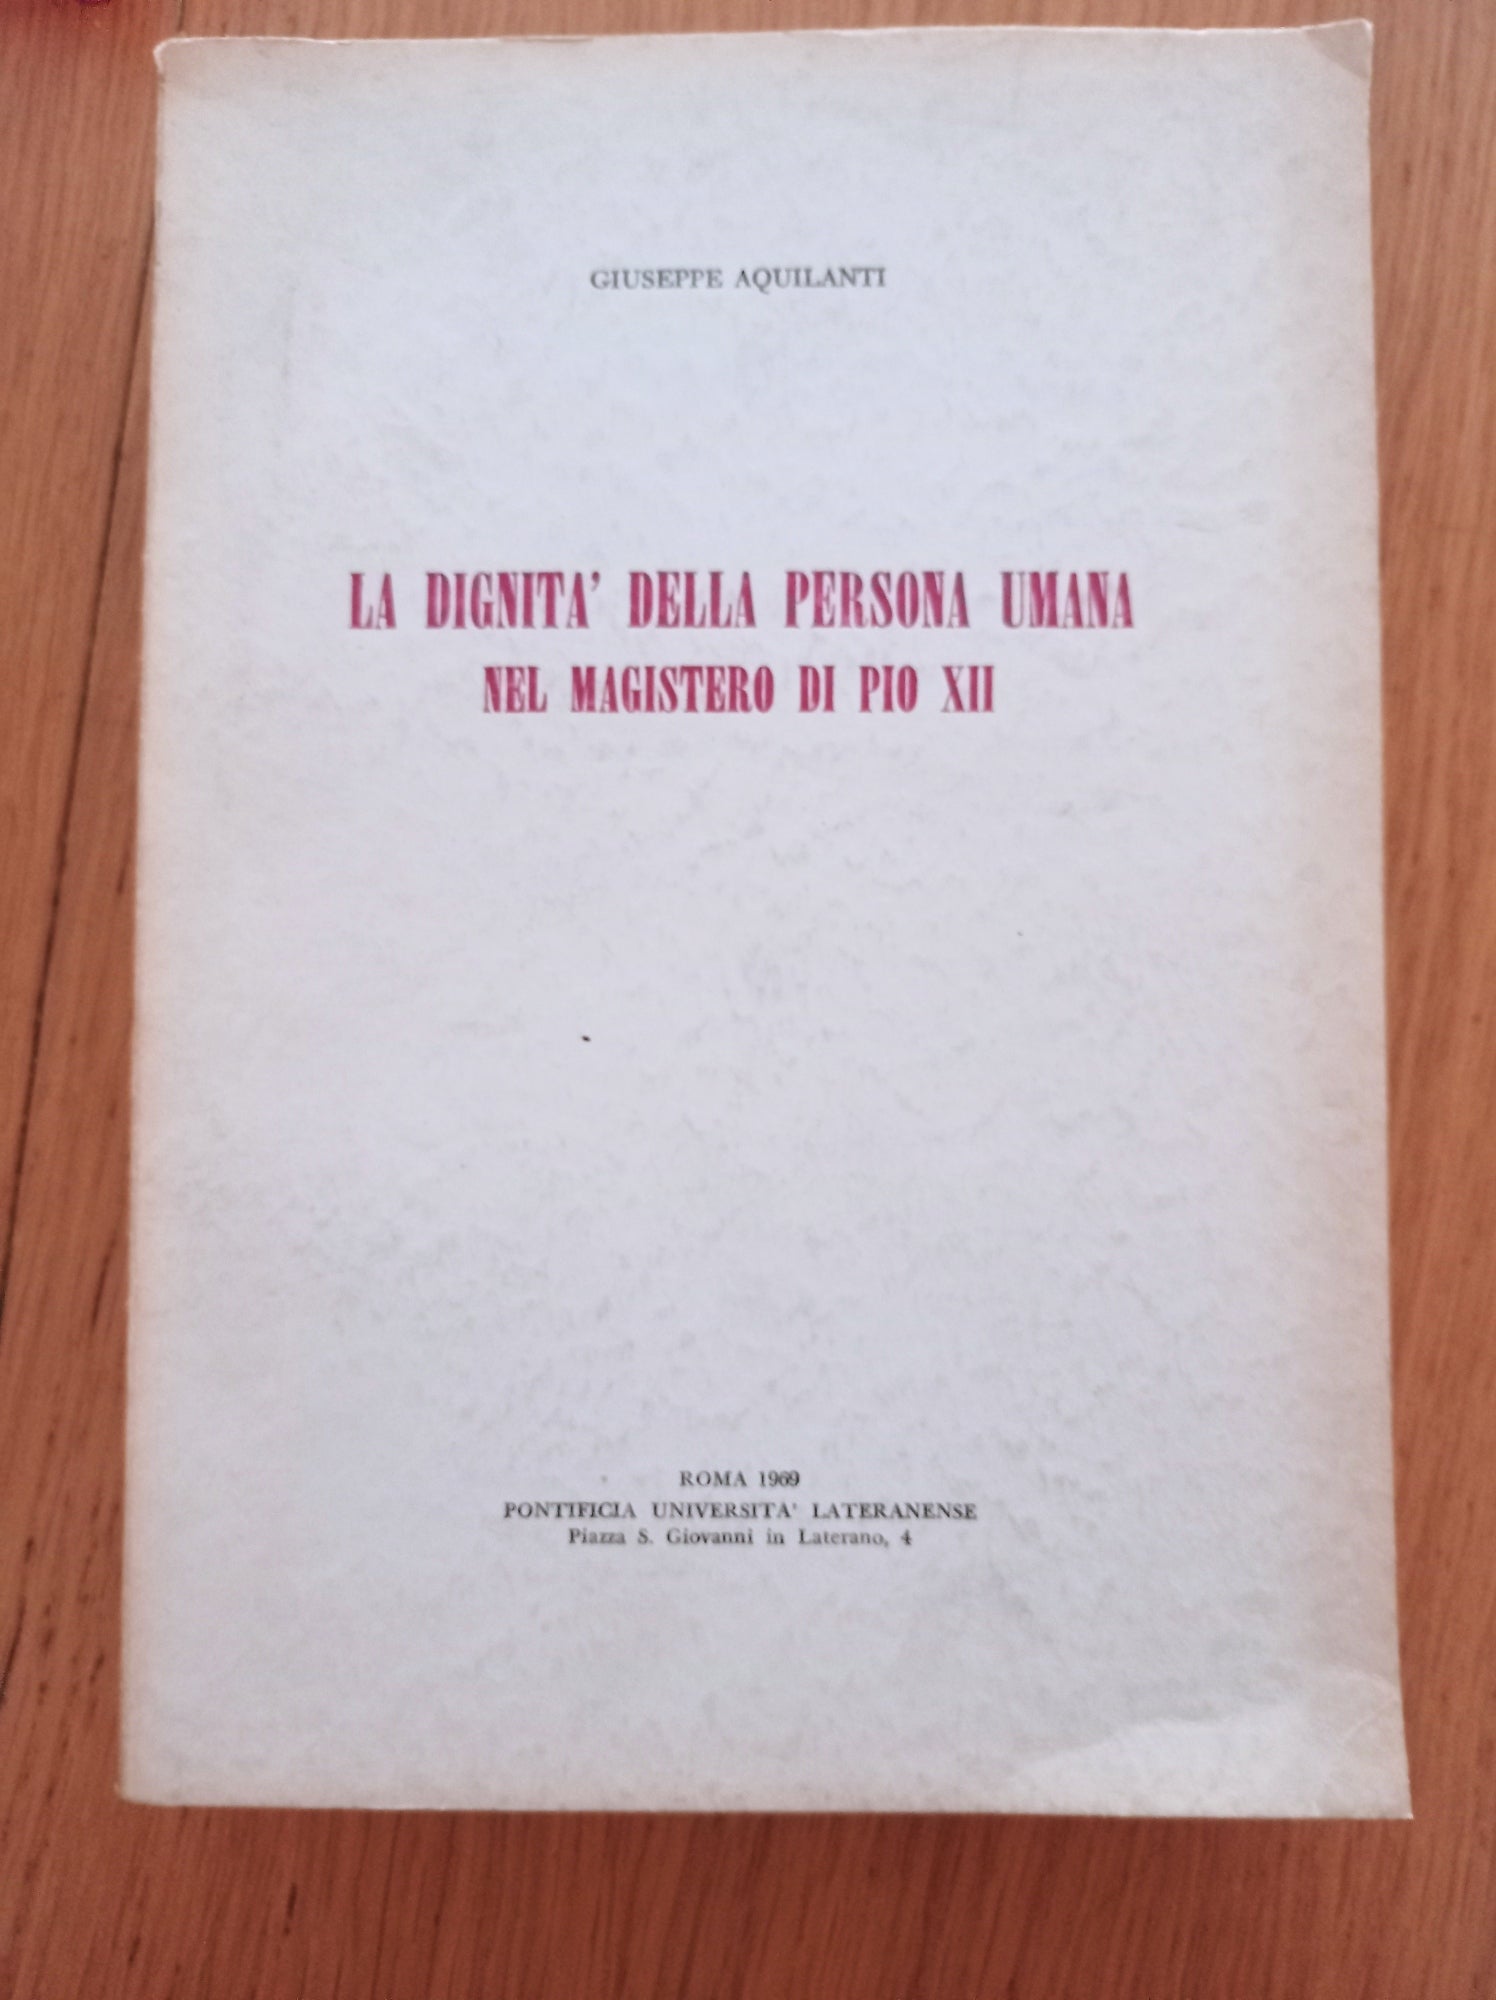 GIUSEPPE AQUILANTI
LA DIGNITA' DELLA PERSONA UMANA
NEL MAGISTERO DI PIO XII
ROMA 1969
PONTIFICIA UNIVERSITA' LATERANENSE
Piazza S. Giovanni in Laterano, 4